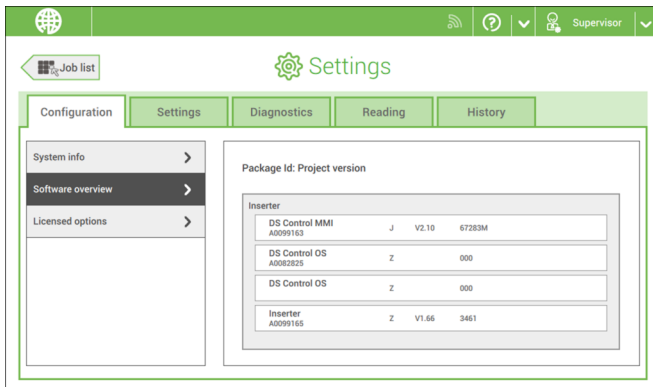 Supervisor
Job list
Settings
Configuration
Settings
Diagnostics
Reading
History
System info
Software overview
Licensed options
Package Id: Project version
Inserter
DS Control MMI J V2.10 67283M
A0099163
DS Control OS Z 000
A0082825
DS Control OS Z 000
Inserter Z V1.66 3461
A0099165